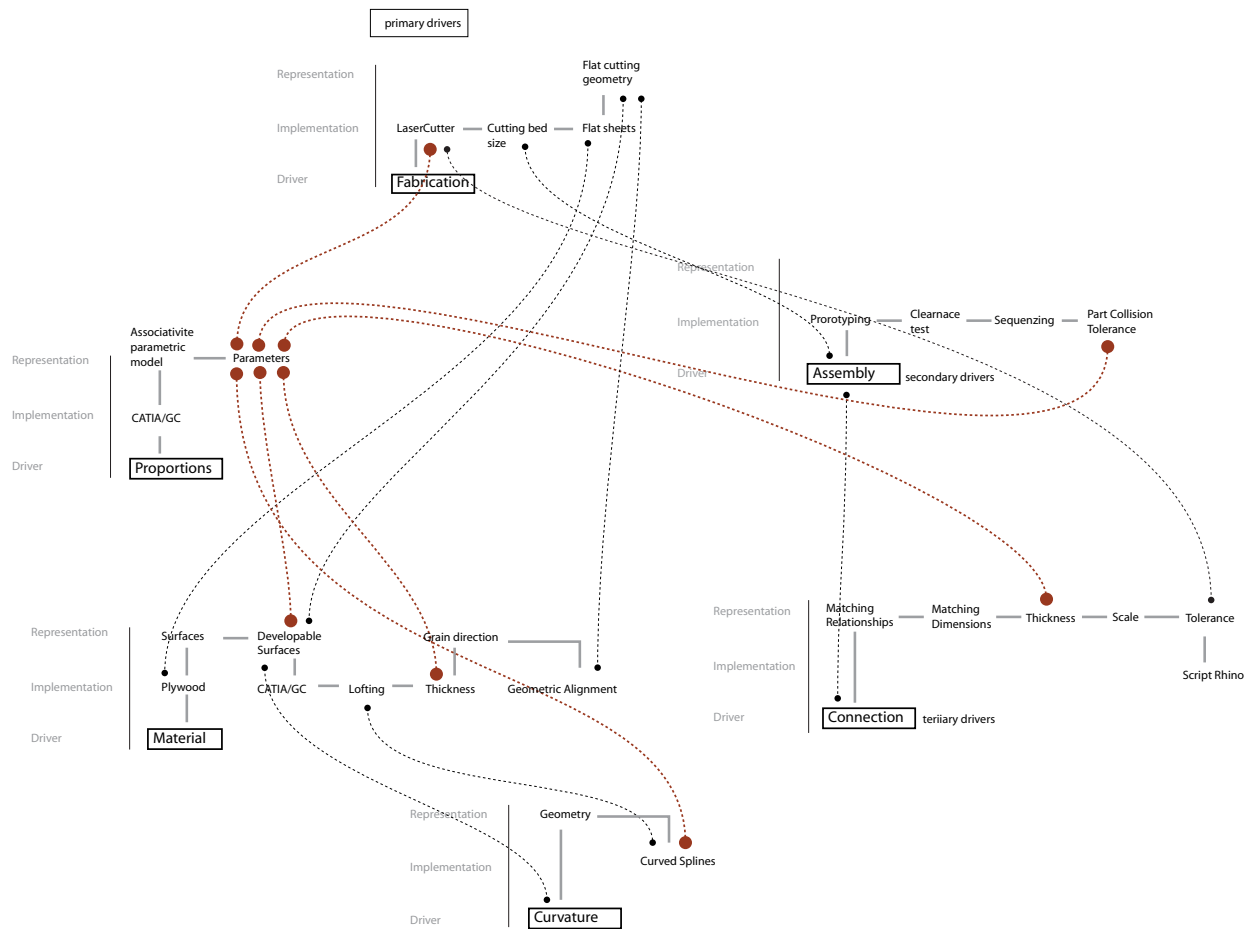 primary drivers
Flat cutting
geometry
Representation
Implementation
LaserCutter
Cutting bed
size
Flat sheets
Driver
Fabrication
Representation
Implementation
Prorotyping
Clearnace
test
Sequenzing
Part Collision
Tolerance
Driver
Assembly
secondary drivers
Associativite
parametric
model
Representation
Parameters
Implementation
CATIA/GC
Driver
Proportions
Representation
Surfaces
Developable
Surfaces
Grain direction
Implementation
Plywood
CATIA/GC
Lofting
Thickness
Geometric Alignment
Driver
Material
Representation
Matching
Relationships
Matching
Dimensions
Thickness
Scale
Tolerance
Implementation
Script Rhino
Driver
Connection
teriiary drivers
Representation
Geometry
Implementation
Curved Splines
Driver
Curvature